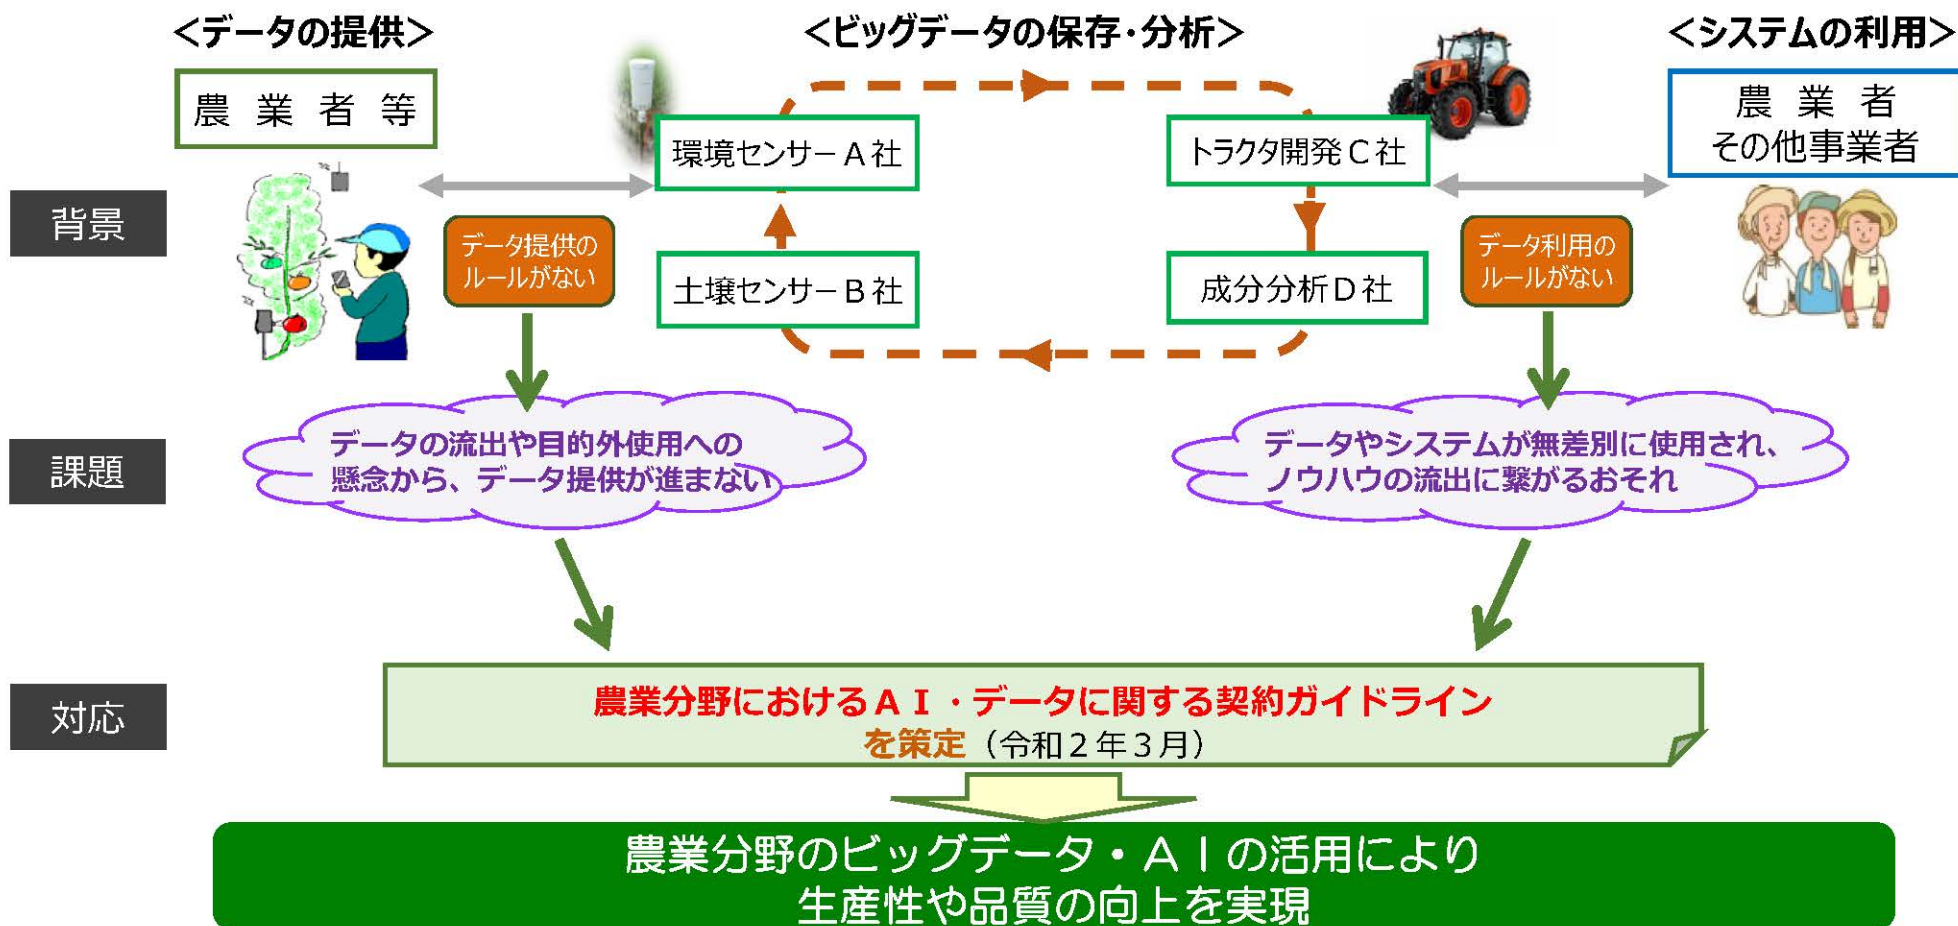 <データの提供>
<ビッグデータの保存・分析>
<システムの利用>
農業者等
環境センサーA社
トラクタ開発C社
農業者
その他事業者
背景
データ提供の
ルールがない
土壌センサーB社
成分分析D社
データ利用の
ルールがない
課題
データの流出や目的外使用への
懸念から、データ提供が進まない
データやシステムが無差別に使用され、
ノウハウの流出に繋がるおそれ
対応
農業分野におけるAI・データに関する契約ガイドライン
を策定(令和2年3月)
農業分野のビッグデータ・AIの活用により
生産性や品質の向上を実現